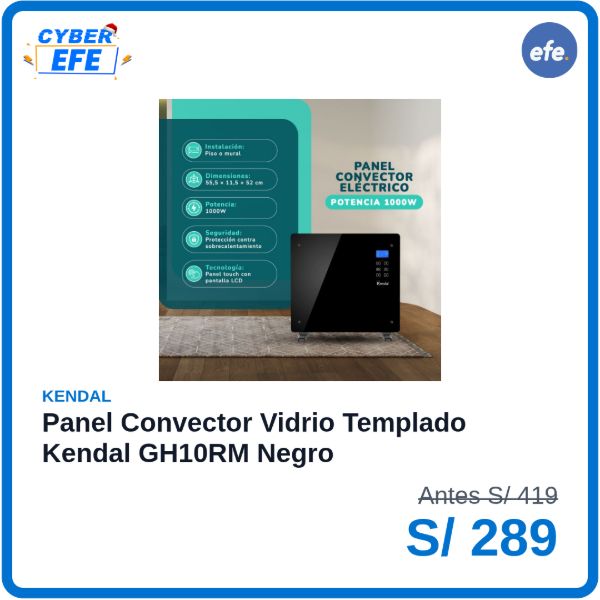 CYBER
EFE
efe.
Instalación:
Piso o mural
Dimensiones:
55,5 x 11,5 x 52 cm
Potencia:
1000W
Seguridad:
Protección contra
sobrecalentamiento
Tecnología:
Panel touch con
pantalla LCD
PANEL
CONVECTOR
ELÉCTRICO
POTENCIA 1000W
Kendal
KENDAL
Panel Convector Vidrio Templado
Kendal GH10RM Negro
Antes S/ 419
S/ 289